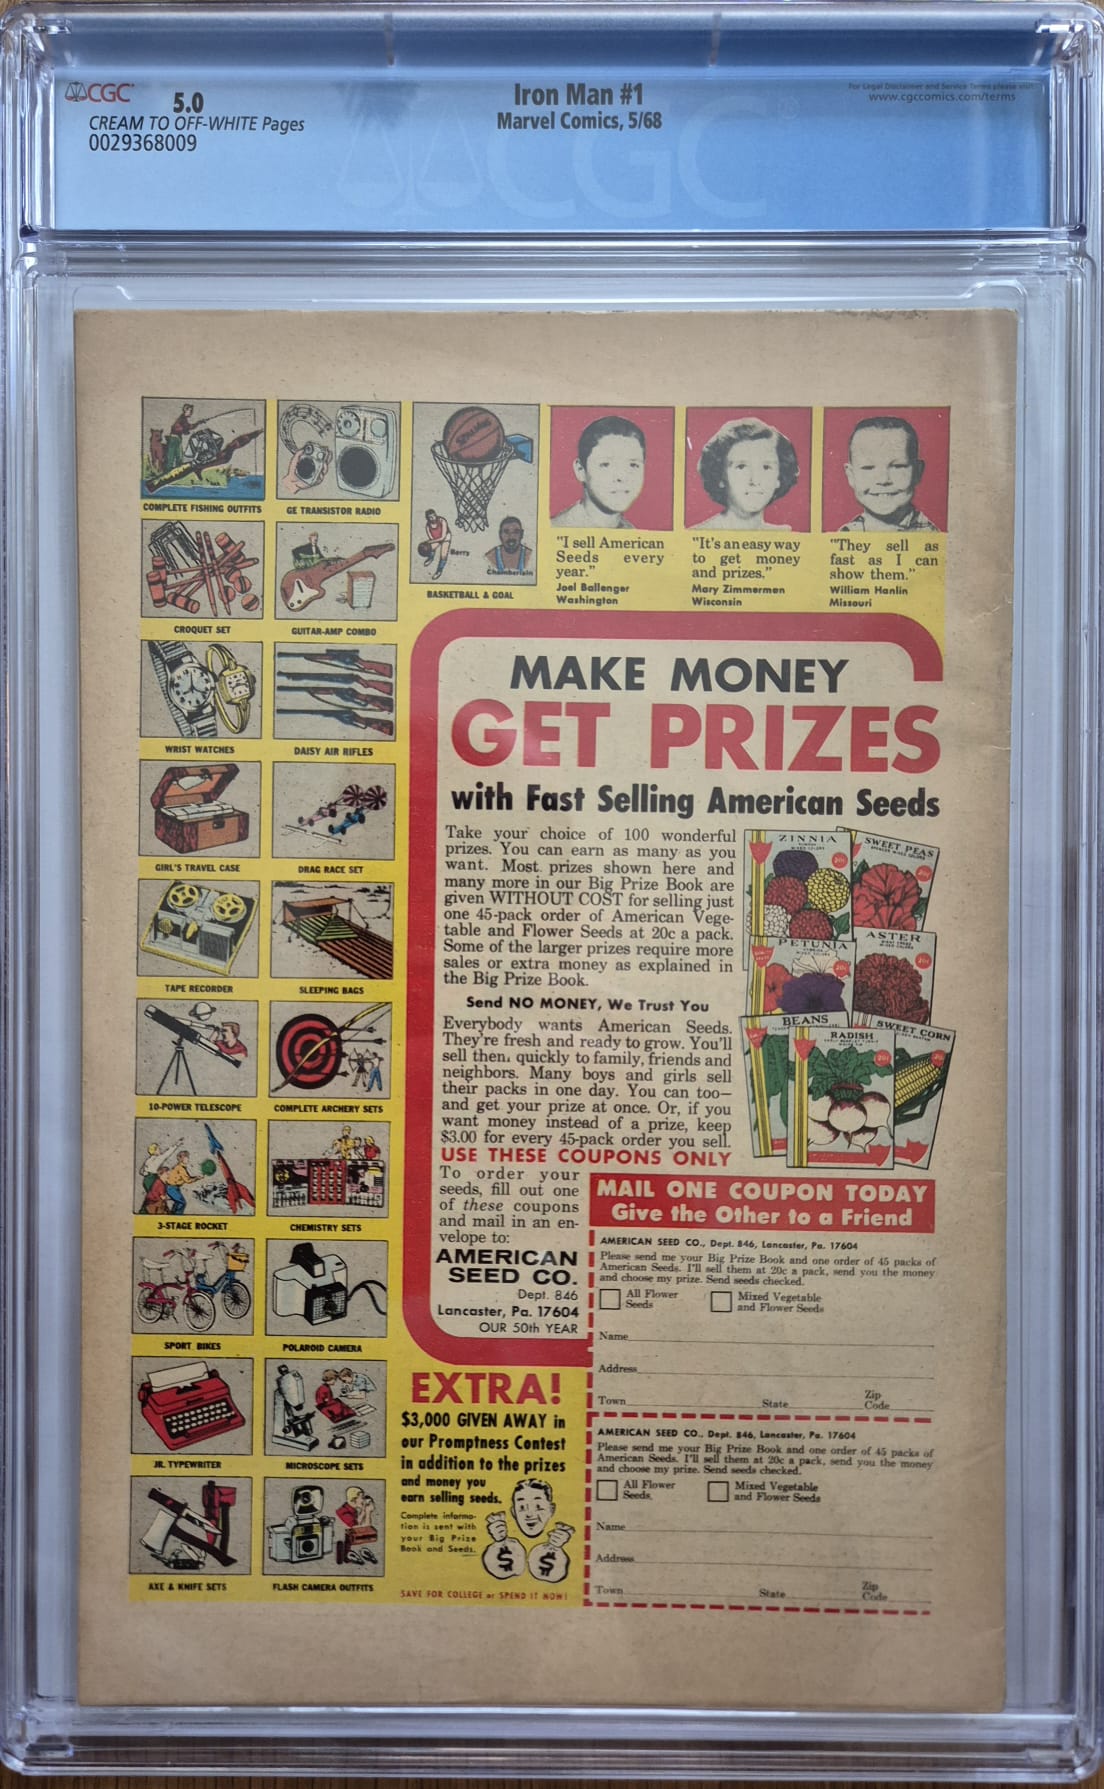 CGC
5.0
CREAM TO OFF-WHITE Pages
0029368009
Iron Man #1
Marvel Comics, 5/68
For Legal Disclaimer and Service Terms please visit
www.cgccomics.com/terms
CGC
COMPLETE FISHING OUTFITS
GE TRANSISTOR RADIO
CROQUET SET
GUITAR-AMP COMBO
WRIST WATCHES
DAISY AIR RIFLES
GIRL'S TRAVEL CASE
DRAG RACE SET
TAPE RECORDER
SLEEPING BAGS
10-POWER TELESCOPE
COMPLETE ARCHERY SETS
3-STAGE ROCKET
CHEMISTRY SETS
SPORT BIKES
POLAROID CAMERA
JR. TYPEWRITER
MICROSCOPE SETS
AXE & KNIFE SETS
FLASH CAMERA OUTFITS
SPALDING
Barry
Chamberlain
BASKETBALL & GOAL
"I sell American
Seeds every
year."
Joel Ballenger
Washington
"It's an easy way
to get money
and prizes."
Mary Zimmerman
Wisconsin
"They sell as
fast as I can
show them."
William Hanlin
Missouri
MAKE MONEY
GET PRIZES
with Fast Selling American Seeds
Take your choice of 100 wonderful
prizes. You can earn as many as you
want. Most prizes shown here and
many more in our Big Prize Book are
given WITHOUT COST for selling just
one 45-pack order of American Vege-
table and Flower Seeds at 20c a pack.
Some of the larger prizes require more
sales or extra money as explained in
the Big Prize Book.
Send NO MONEY, We Trust You
Everybody wants American Seeds.
They're fresh and ready to grow. You'll
sell them quickly to family, friends and
neighbors. Many boys and girls sell
their packs in one day. You can too—
and get your prize at once. Or, if you
want money instead of a prize, keep
$3.00 for every 45-pack order you sell.
USE THESE COUPONS ONLY
To order your
seeds, fill out one
of these coupons
and mail in an en-
velope to:
AMERICAN
SEED CO.
Dept. 846
Lancaster, Pa. 17604
OUR 50th YEAR
ZINNIA
20c
SWEET PEAS
20c
PETUNIA
20c
ASTER
20c
BEANS
RADISH
20c
SWEET CORN
20c
MAIL ONE COUPON TODAY
Give the Other to a Friend
AMERICAN SEED CO., Dept. 846, Lancaster, Pa. 17604
Please send me your Big Prize Book and one order of 45 packs of
American Seeds. I'll sell them at 20c a pack, send you the money
and choose my prize. Send seeds checked.
All Flower
Seeds
Mixed Vegetable
and Flower Seeds
Name
Address
Town State Zip
Code
AMERICAN SEED CO., Dept. 846, Lancaster, Pa. 17604
Please send me your Big Prize Book and one order of 45 packs of
American Seeds. I'll sell them at 20c a pack, send you the money
and choose my prize. Send seeds checked.
All Flower
Seeds
Mixed Vegetable
and Flower Seeds
Name
Address
Town State Zip
Code
EXTRA!
$3,000 GIVEN AWAY in
our Promptness Contest
in addition to the prizes
and money you
earn selling seeds.
Complete informa-
tion is sent with
your Big Prize
Book and Seeds.
$ $
SAVE FOR COLLEGE or SPEND IT NOW!